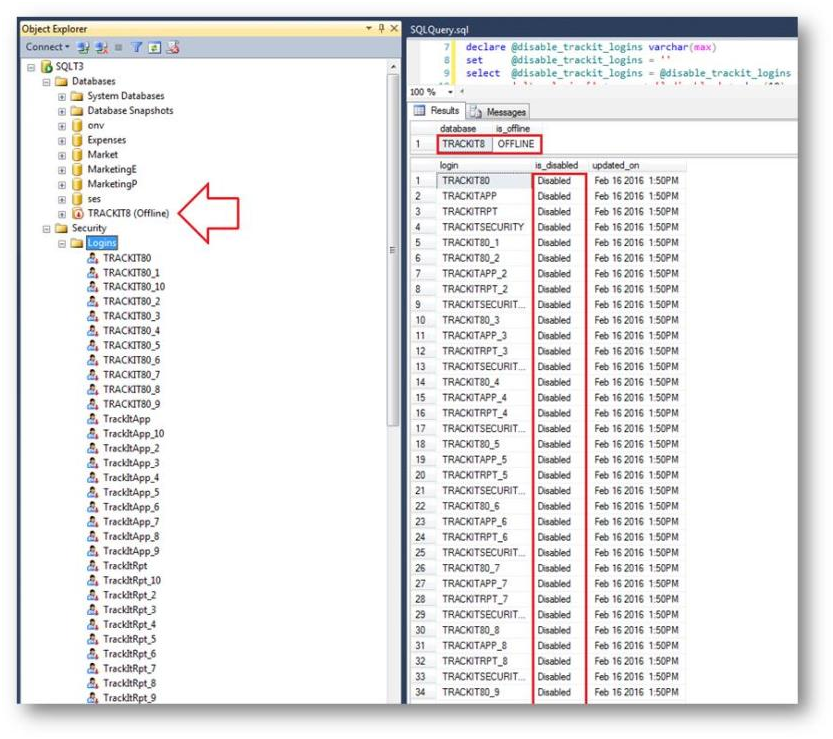 Object Explorer
Connect
SQLT3
Databases
System Databases
Database Snapshots
onv
Expenses
Market
MarketingE
MarketingP
ses
TRACKIT8 (Offline)
Security
Logins
TRACKIT80
TRACKIT80_1
TRACKIT80_10
TRACKIT80_2
TRACKIT80_3
TRACKIT80_4
TRACKIT80_5
TRACKIT80_6
TRACKIT80_7
TRACKIT80_8
TRACKIT80_9
TrackItApp
TrackItApp_10
TrackItApp_2
TrackItApp_3
TrackItApp_4
TrackItApp_5
TrackItApp_6
TrackItApp_7
TrackItApp_8
TrackItApp_9
TrackItRpt
TrackItRpt_10
TrackItRpt_2
TrackItRpt_3
TrackItRpt_4
TrackItRpt_5
TrackItRpt_6
TrackItRpt_7
TrackItRpt_8
TrackItRpt_9
SQLQuery.sql
7 declare @disable_trackit_logins varchar(max)
8 set @disable_trackit_logins = ''
9 select @disable_trackit_logins = @disable_trackit_logins
100 %
Results Messages
database is_offline
1 TRACKIT8 OFFLINE
login is_disabled updated_on
1 TRACKIT80 Disabled Feb 16 2016 1:50PM
2 TRACKITAPP Disabled Feb 16 2016 1:50PM
3 TRACKITRPT Disabled Feb 16 2016 1:50PM
4 TRACKITSECURITY Disabled Feb 16 2016 1:50PM
5 TRACKIT80_1 Disabled Feb 16 2016 1:50PM
6 TRACKIT80_2 Disabled Feb 16 2016 1:50PM
7 TRACKITAPP_2 Disabled Feb 16 2016 1:50PM
8 TRACKITRPT_2 Disabled Feb 16 2016 1:50PM
9 TRACKITSECURIT... Disabled Feb 16 2016 1:50PM
10 TRACKIT80_3 Disabled Feb 16 2016 1:50PM
11 TRACKITAPP_3 Disabled Feb 16 2016 1:50PM
12 TRACKITRPT_3 Disabled Feb 16 2016 1:50PM
13 TRACKITSECURIT... Disabled Feb 16 2016 1:50PM
14 TRACKIT80_4 Disabled Feb 16 2016 1:50PM
15 TRACKITAPP_4 Disabled Feb 16 2016 1:50PM
16 TRACKITRPT_4 Disabled Feb 16 2016 1:50PM
17 TRACKITSECURIT... Disabled Feb 16 2016 1:50PM
18 TRACKIT80_5 Disabled Feb 16 2016 1:50PM
19 TRACKITAPP_5 Disabled Feb 16 2016 1:50PM
20 TRACKITRPT_5 Disabled Feb 16 2016 1:50PM
21 TRACKITSECURIT... Disabled Feb 16 2016 1:50PM
22 TRACKIT80_6 Disabled Feb 16 2016 1:50PM
23 TRACKITAPP_6 Disabled Feb 16 2016 1:50PM
24 TRACKITRPT_6 Disabled Feb 16 2016 1:50PM
25 TRACKITSECURIT... Disabled Feb 16 2016 1:50PM
26 TRACKIT80_7 Disabled Feb 16 2016 1:50PM
27 TRACKITAPP_7 Disabled Feb 16 2016 1:50PM
28 TRACKITRPT_7 Disabled Feb 16 2016 1:50PM
29 TRACKITSECURIT... Disabled Feb 16 2016 1:50PM
30 TRACKIT80_8 Disabled Feb 16 2016 1:50PM
31 TRACKITAPP_8 Disabled Feb 16 2016 1:50PM
32 TRACKITRPT_8 Disabled Feb 16 2016 1:50PM
33 TRACKITSECURIT... Disabled Feb 16 2016 1:50PM
34 TRACKIT80_9 Disabled Feb 16 2016 1:50PM